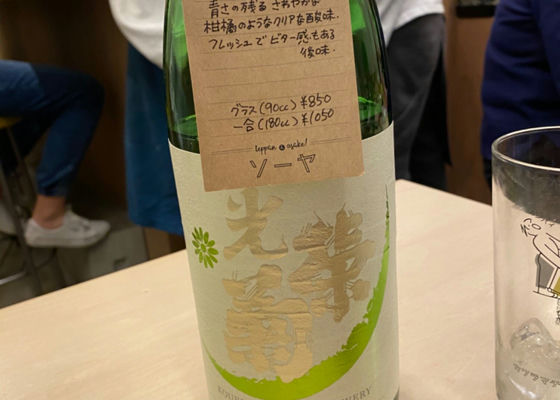 青さの残る さわやかな
柑橘のようなクリアな酸味.
フレッシュで ビター感もある
後味.
グラス(90cc) ¥850
一合(180cc) ¥1050
teppan & osake!
ソーヤ
光栄菊